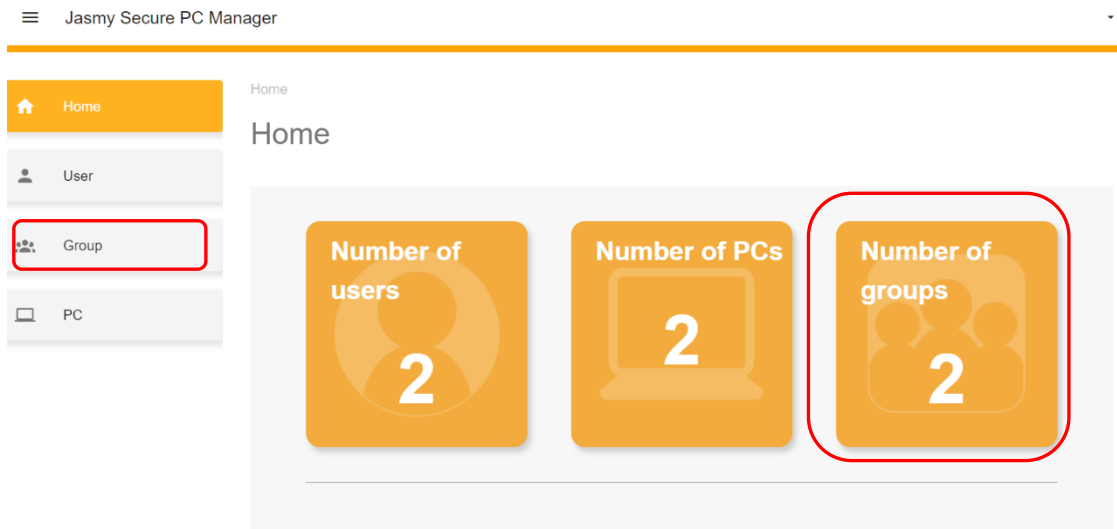 Jasmy Secure PC Manager
Home
User
Group
PC
Home
Home
Number of
users
2
Number of PCs
2
Number of
groups
2